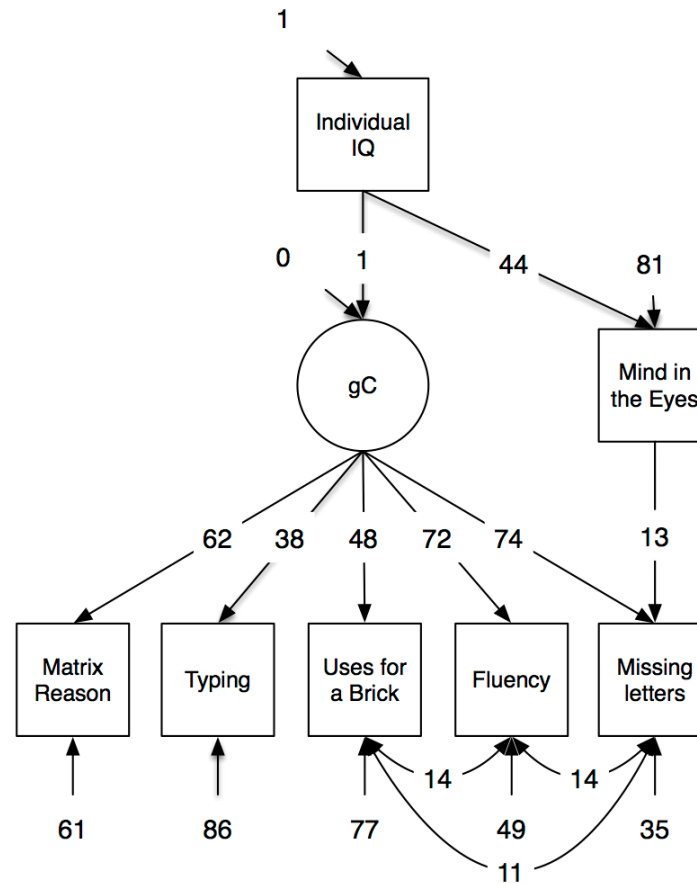 1
Individual
IQ
0
1
44
81
gC
Mind in
the Eyes
62
38
48
72
74
13
Matrix
Reason
Typing
Uses for
a Brick
Fluency
Missing
letters
14
14
61
86
77
49
35
11